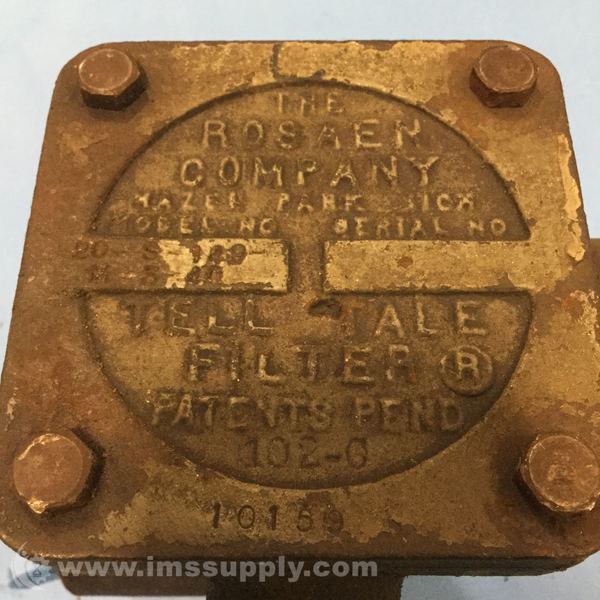 THE
ROSAEN
COMPANY
HAZEL PARK MICH
MODEL NO SERIAL NO
TELL TALE
FILTER ®
PATENTS PEND
102-C
10159
© www.imssupply.com